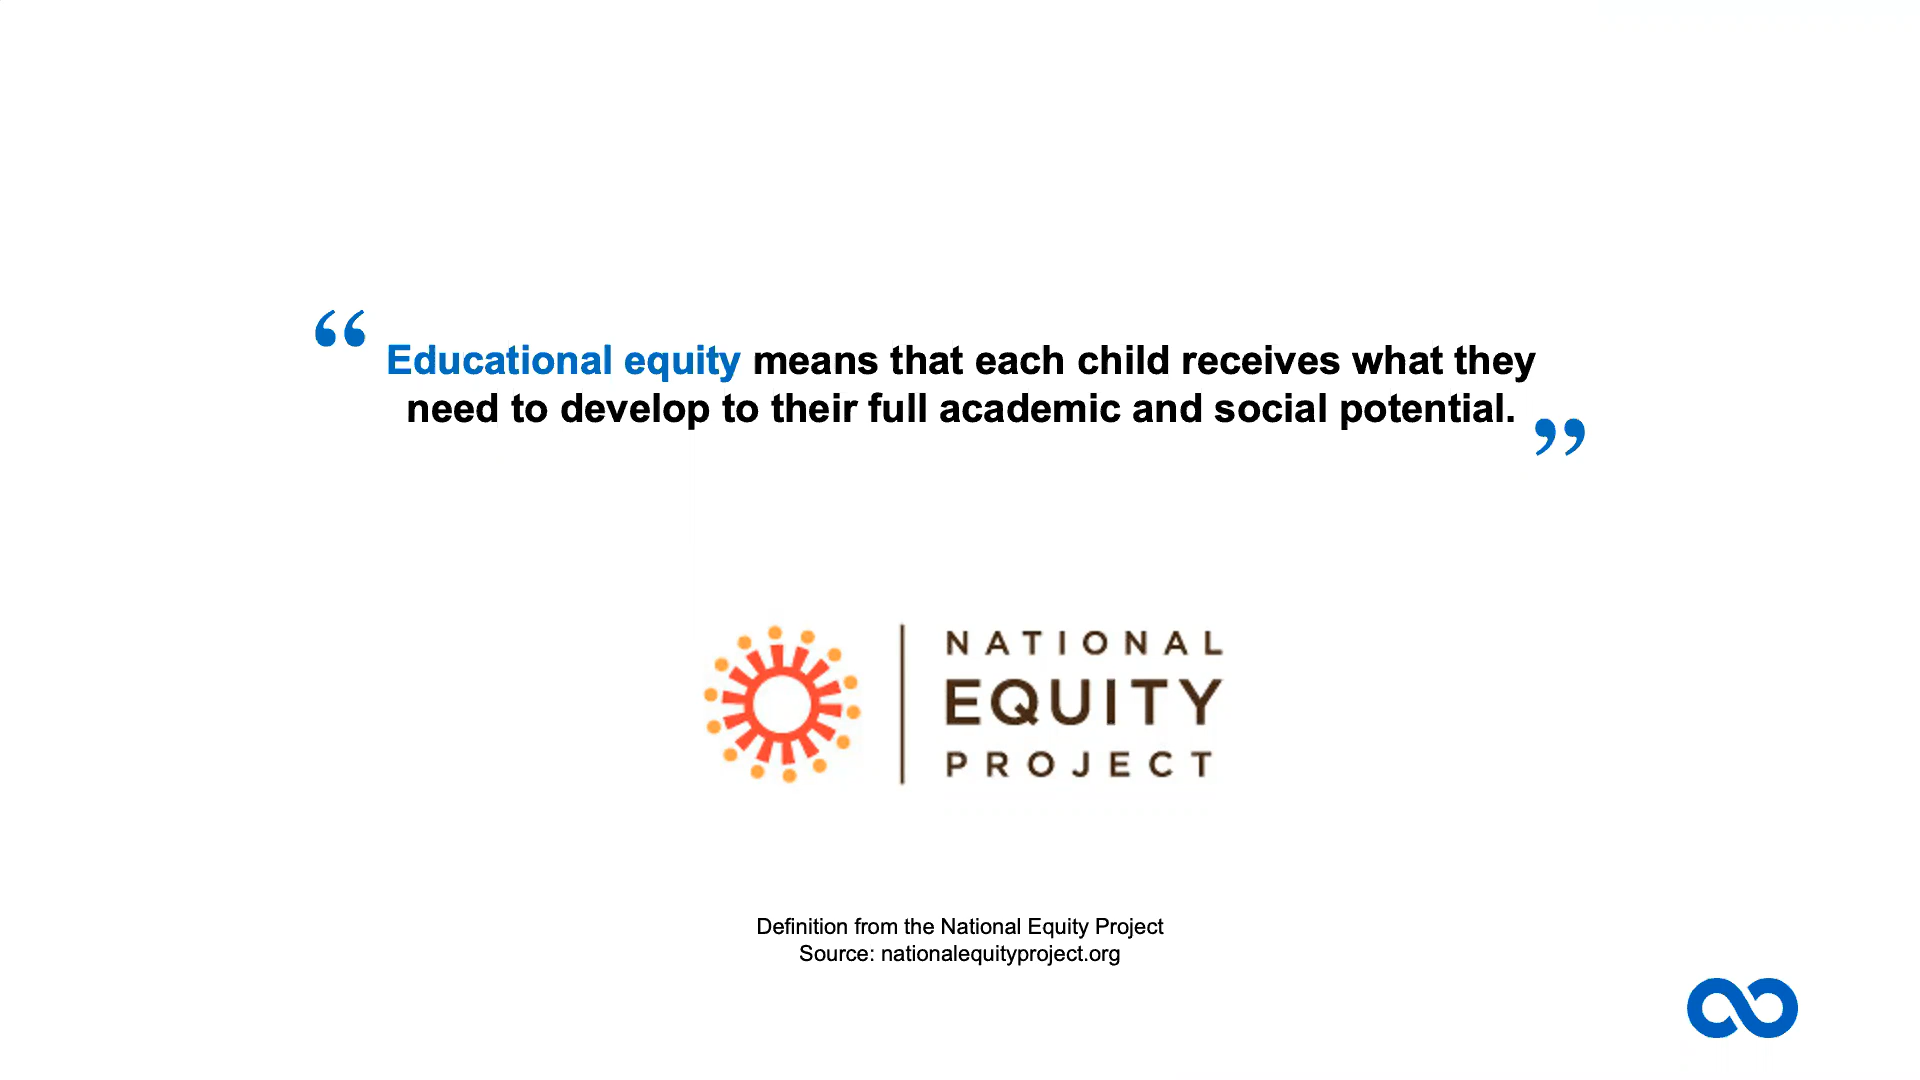 “ Educational equity means that each child receives what they
need to develop to their full academic and social potential. ”
NATIONAL
EQUITY
PROJECT
Definition from the National Equity Project
Source: nationalequityproject.org